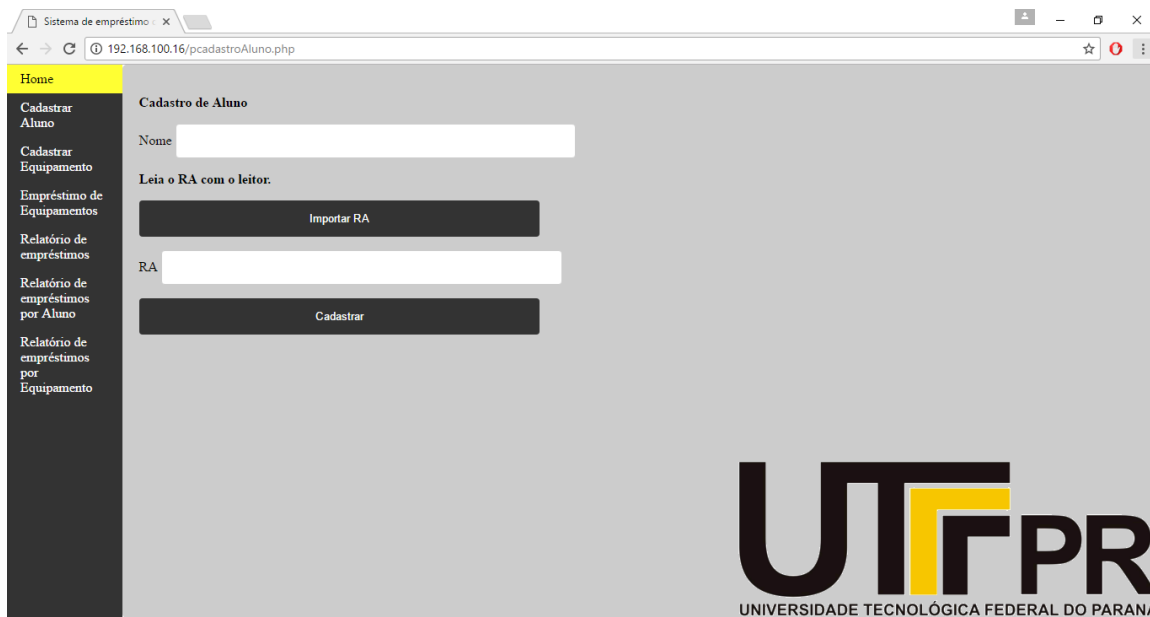 Sistema de empréstimo
192.168.100.16/pcadastroAluno.php
Home
Cadastrar
Aluno
Cadastrar
Equipamento
Empréstimo de
Equipamentos
Relatório de
empréstimos
Relatório de
empréstimos
por Aluno
Relatório de
empréstimos
por
Equipamento
Cadastro de Aluno
Nome
Leia o RA com o leitor.
Importar RA
RA
Cadastrar
UTFPR
UNIVERSIDADE TECNOLÓGICA FEDERAL DO PARANÁ